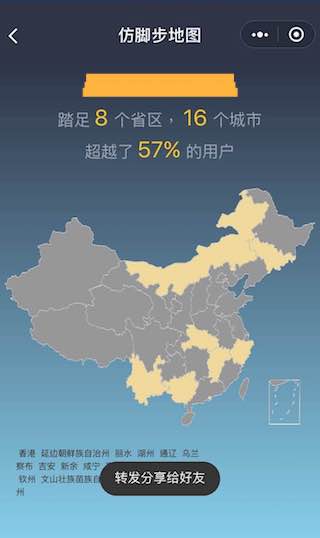 仿脚步地图
踏足 8 个省区，16 个城市
超越了 57% 的用户
香港 延边朝鲜族自治州 丽水 湖州 通辽 乌兰
察布 吉安 新余 咸宁
钦州 文山壮族苗族自
州
转发分享给好友